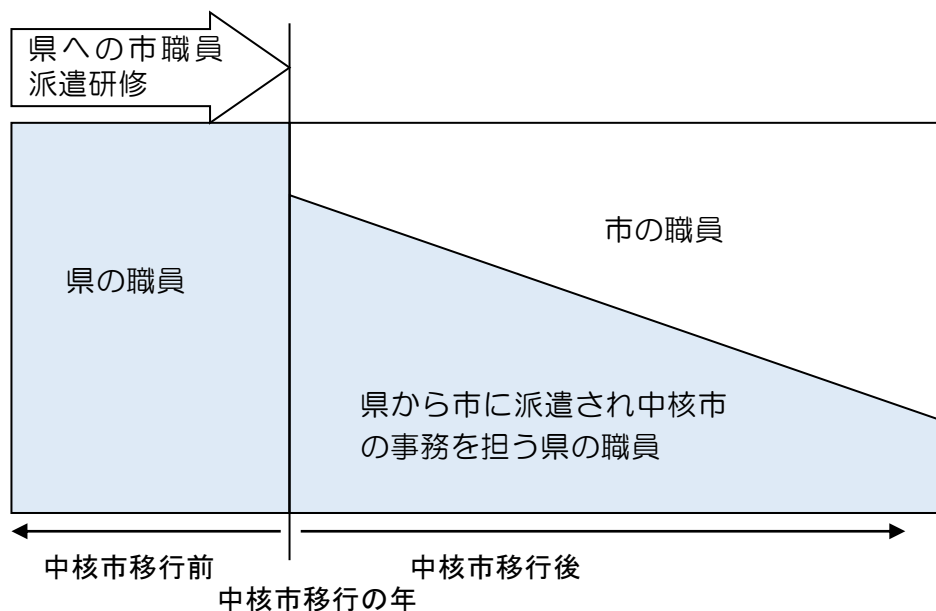 県への市職員
派遣研修
市の職員
県の職員
県から市に派遣され中核市
の事務を担う県の職員
中核市移行前
中核市移行後
中核市移行の年